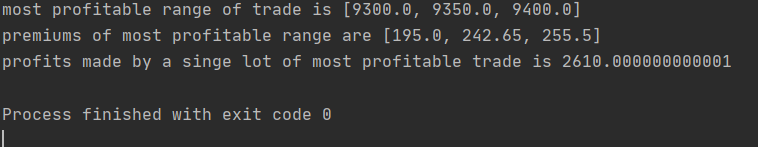 most profitable range of trade is [9300.0, 9350.0, 9400.0]
premiums of most profitable range are [195.0, 242.65, 255.5]
profits made by a singe lot of most profitable trade is 2610.000000000001
Process finished with exit code 0